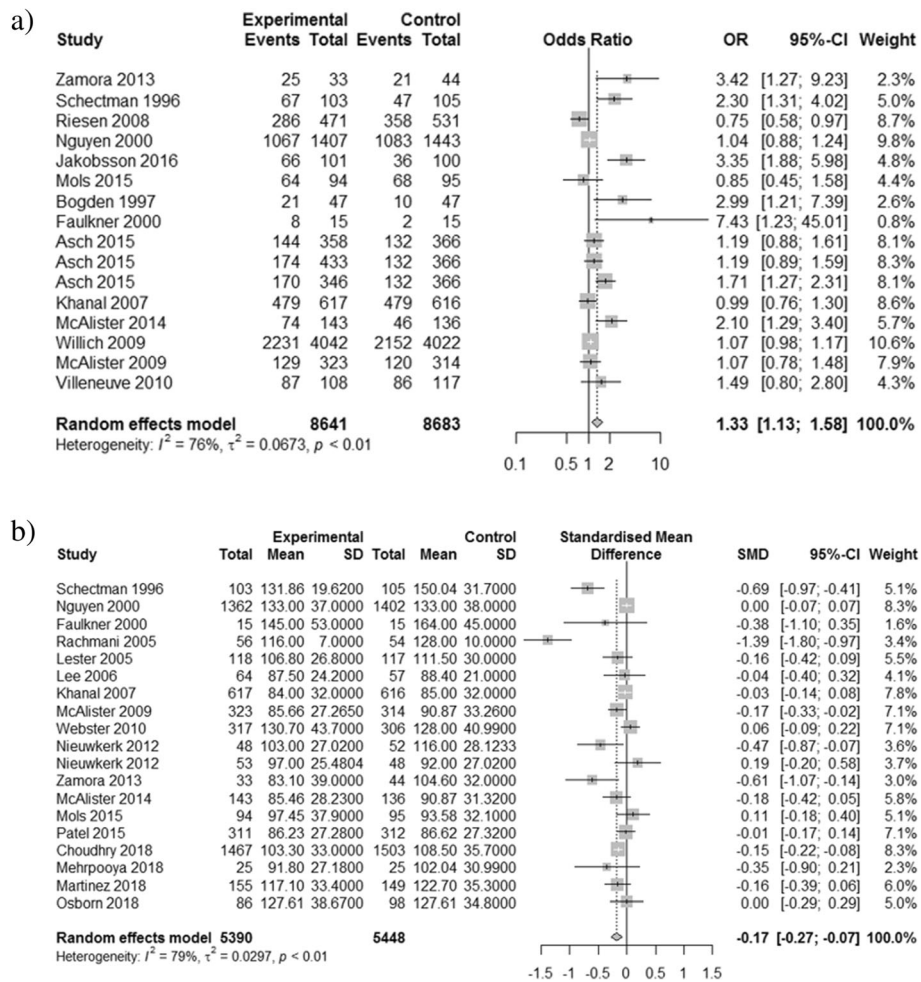 a)
Experimental Control
Study Events Total Events Total Odds Ratio OR 95%-CI Weight
Zamora 2013 25 33 21 44 3.42 [1.27; 9.23] 2.3%
Schectman 1996 67 103 47 105 2.30 [1.31; 4.02] 5.0%
Riesen 2008 286 471 358 531 0.75 [0.58; 0.97] 8.7%
Nguyen 2000 1067 1407 1083 1443 1.04 [0.88; 1.24] 9.8%
Jakobsson 2016 66 101 36 100 3.35 [1.88; 5.98] 4.8%
Mols 2015 64 94 68 95 0.85 [0.45; 1.58] 4.4%
Bogden 1997 21 47 10 47 2.99 [1.21; 7.39] 2.6%
Faulkner 2000 8 15 2 15 7.43 [1.23; 45.01] 0.8%
Asch 2015 144 358 132 366 1.19 [0.88; 1.61] 8.1%
Asch 2015 174 433 132 366 1.19 [0.89; 1.59] 8.3%
Asch 2015 170 346 132 366 1.71 [1.27; 2.31] 8.1%
Khanal 2007 479 617 479 616 0.99 [0.76; 1.30] 8.6%
McAlister 2014 74 143 46 136 2.10 [1.29; 3.40] 5.7%
Willich 2009 2231 4042 2152 4022 1.07 [0.98; 1.17] 10.6%
McAlister 2009 129 323 120 314 1.07 [0.78; 1.48] 7.9%
Villeneuve 2010 87 108 86 117 1.49 [0.80; 2.80] 4.3%
Random effects model 8641 8683 1.33 [1.13; 1.58] 100.0%
Heterogeneity: I² = 76%, τ² = 0.0673, p < 0.01
0.1 0.5 1 2 10
b)
Experimental Control Standardised Mean
Study Total Mean SD Total Mean SD Difference SMD 95%-CI Weight
Schectman 1996 103 131.86 19.6200 105 150.04 31.7000 -0.69 [-0.97; -0.41] 5.1%
Nguyen 2000 1362 133.00 37.0000 1402 133.00 38.0000 0.00 [-0.07; 0.07] 8.3%
Faulkner 2000 15 145.00 53.0000 15 164.00 45.0000 -0.38 [-1.10; 0.35] 1.6%
Rachmani 2005 56 116.00 7.0000 54 128.00 10.0000 -1.39 [-1.80; -0.97] 3.9%
Lester 2005 118 106.80 26.8000 117 111.50 30.0000 -0.16 [-0.42; 0.09] 5.5%
Lee 2006 64 87.50 24.2000 57 88.40 21.0000 -0.04 [-0.40; 0.32] 4.1%
Khanal 2007 617 84.00 32.0000 616 85.00 32.0000 -0.03 [-0.14; 0.08] 7.8%
McAlister 2009 323 85.66 27.2650 314 90.87 33.2600 -0.17 [-0.33; -0.02] 7.1%
Webster 2010 317 130.70 43.7000 306 128.00 40.9900 0.06 [-0.09; 0.22] 7.1%
Nieuwkerk 2012 48 103.00 27.0200 52 116.00 28.1233 -0.47 [-0.87; -0.07] 3.7%
Nieuwkerk 2012 53 97.00 25.4804 48 92.00 27.0200 0.19 [-0.20; 0.58] 3.7%
Zamora 2013 33 83.10 39.0000 44 104.60 32.0000 -0.61 [-1.07; -0.14] 3.0%
McAlister 2014 143 85.46 28.2300 136 90.87 31.3200 -0.18 [-0.42; 0.05] 5.8%
Mols 2015 94 97.45 37.9000 95 93.58 32.1000 0.11 [-0.18; 0.40] 5.0%
Patel 2015 311 86.23 27.2800 312 86.62 27.3200 -0.01 [-0.17; 0.14] 7.1%
Choudhry 2018 1467 103.30 33.0000 1503 108.50 35.7000 -0.15 [-0.22; -0.08] 8.3%
Mehrpooya 2018 25 91.80 27.1800 25 102.04 30.9900 -0.35 [-0.90; 0.21] 2.3%
Martinez 2018 155 117.10 33.4000 149 122.70 35.3000 -0.16 [-0.39; 0.06] 5.9%
Osborn 2018 86 127.61 38.6700 98 127.61 34.8000 0.00 [-0.29; 0.29] 5.0%
Random effects model 5390 5448 -0.17 [-0.27; -0.07] 100.0%
Heterogeneity: I² = 79%, τ² = 0.0297, p < 0.01
-1.5 -1 -0.5 0 0.5 1 1.5